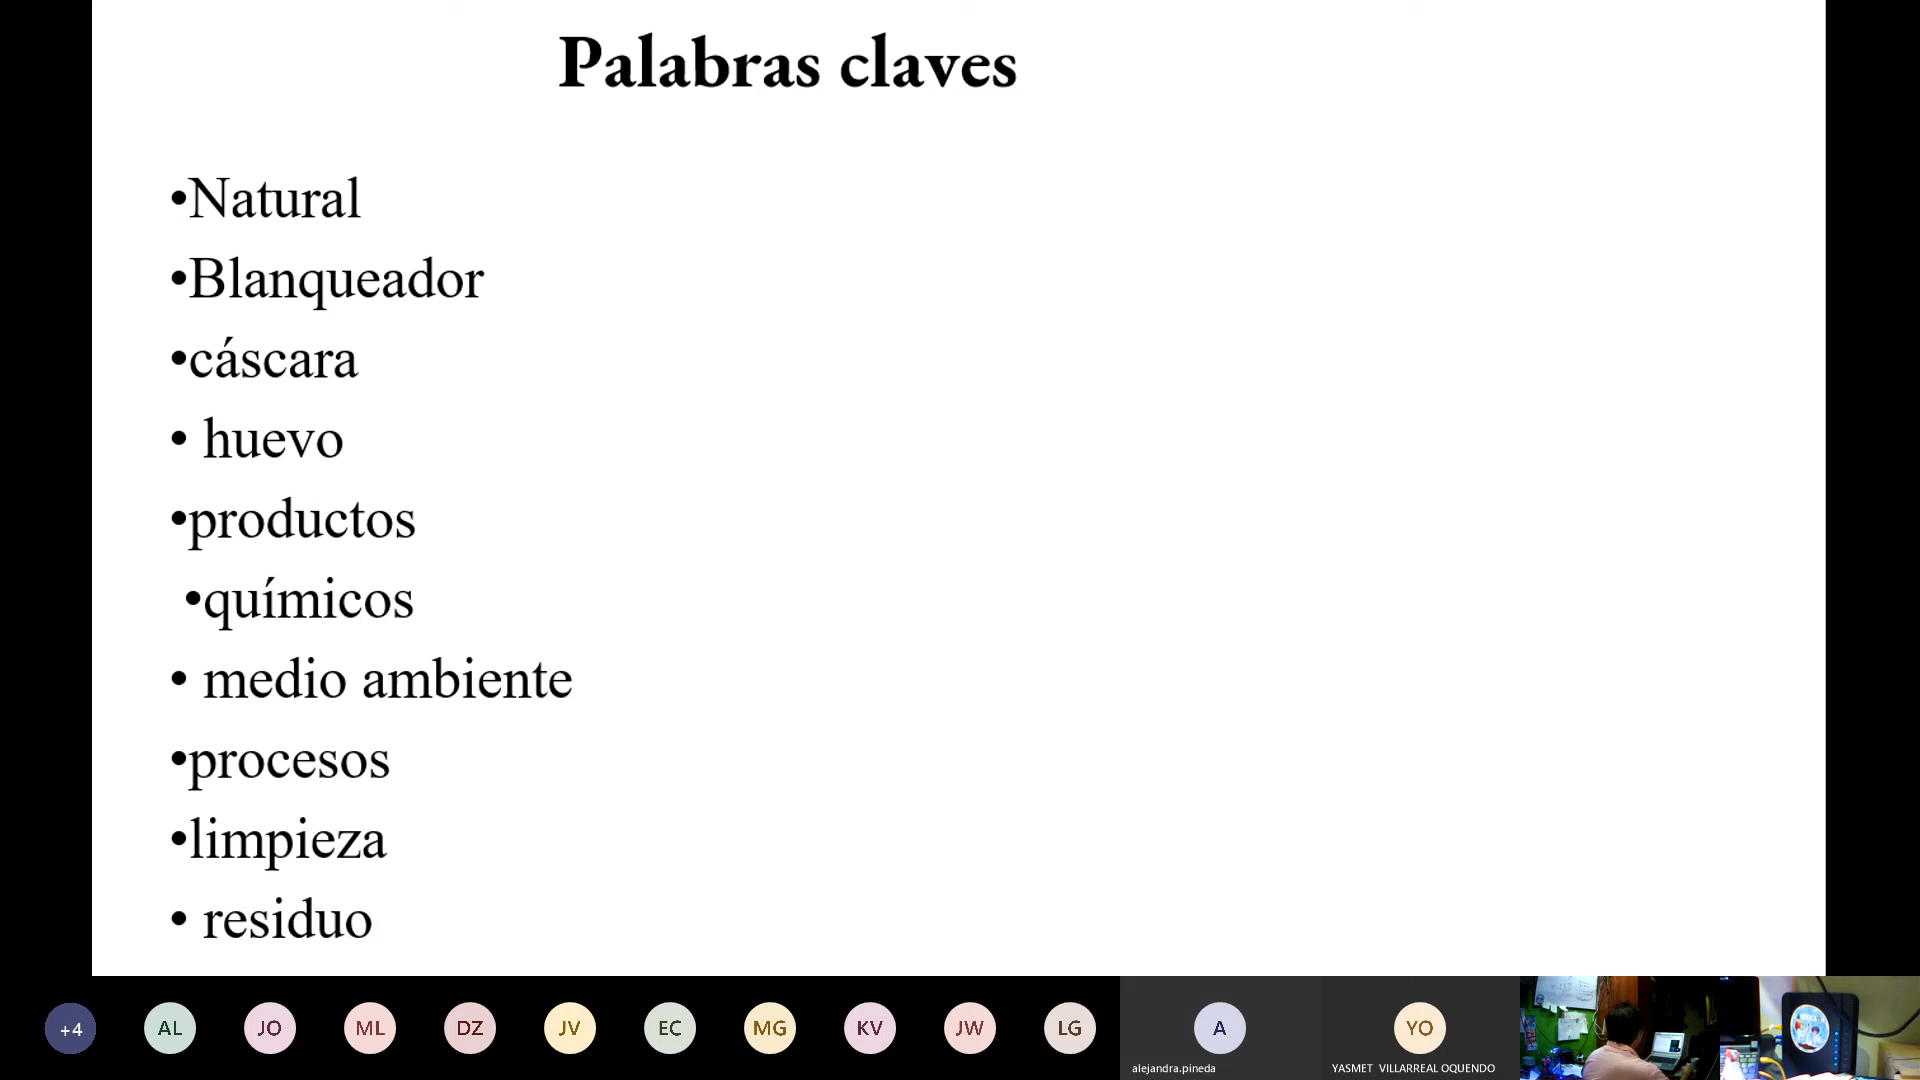 Palabras claves
•Natural
•Blanqueador
•cáscara
• huevo
•productos
•químicos
• medio ambiente
•procesos
•limpieza
• residuo
+4 AL JO ML DZ JV EC MG KV JW LG A YO
alejandra.pineda YASMET VILLARREAL OQUENDO